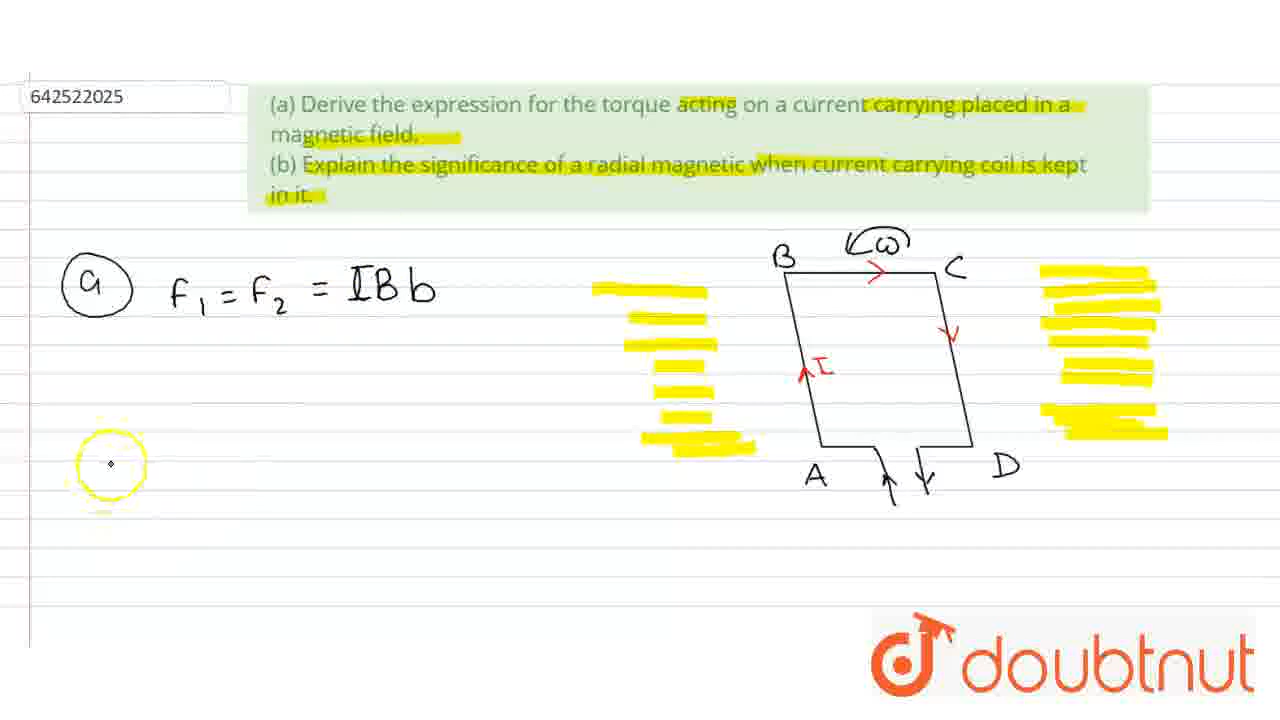 642522025
(a) Derive the expression for the torque acting on a current carrying placed in a
magnetic field.
(b) Explain the significance of a radial magnetic when current carrying coil is kept
in it.
a F₁ = F₂ = IBb
ω
B
C
I
A
D
doubtnut